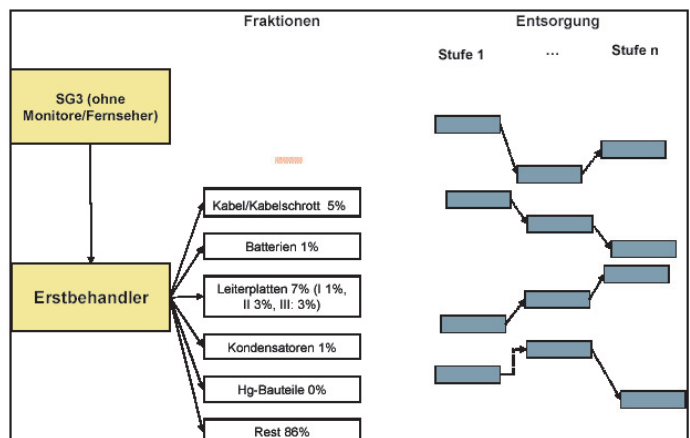 Fraktionen
Entsorgung
Stufe 1
...
Stufe n
SG3 (ohne
Monitore/Fernseher)
Erstbehandler
Kabel/Kabelschrott 5%
Batterien 1%
Leiterplatten 7% (I 1%,
II 3%, III: 3%)
Kondensatoren 1%
Hg-Bauteile 0%
Rest 86%